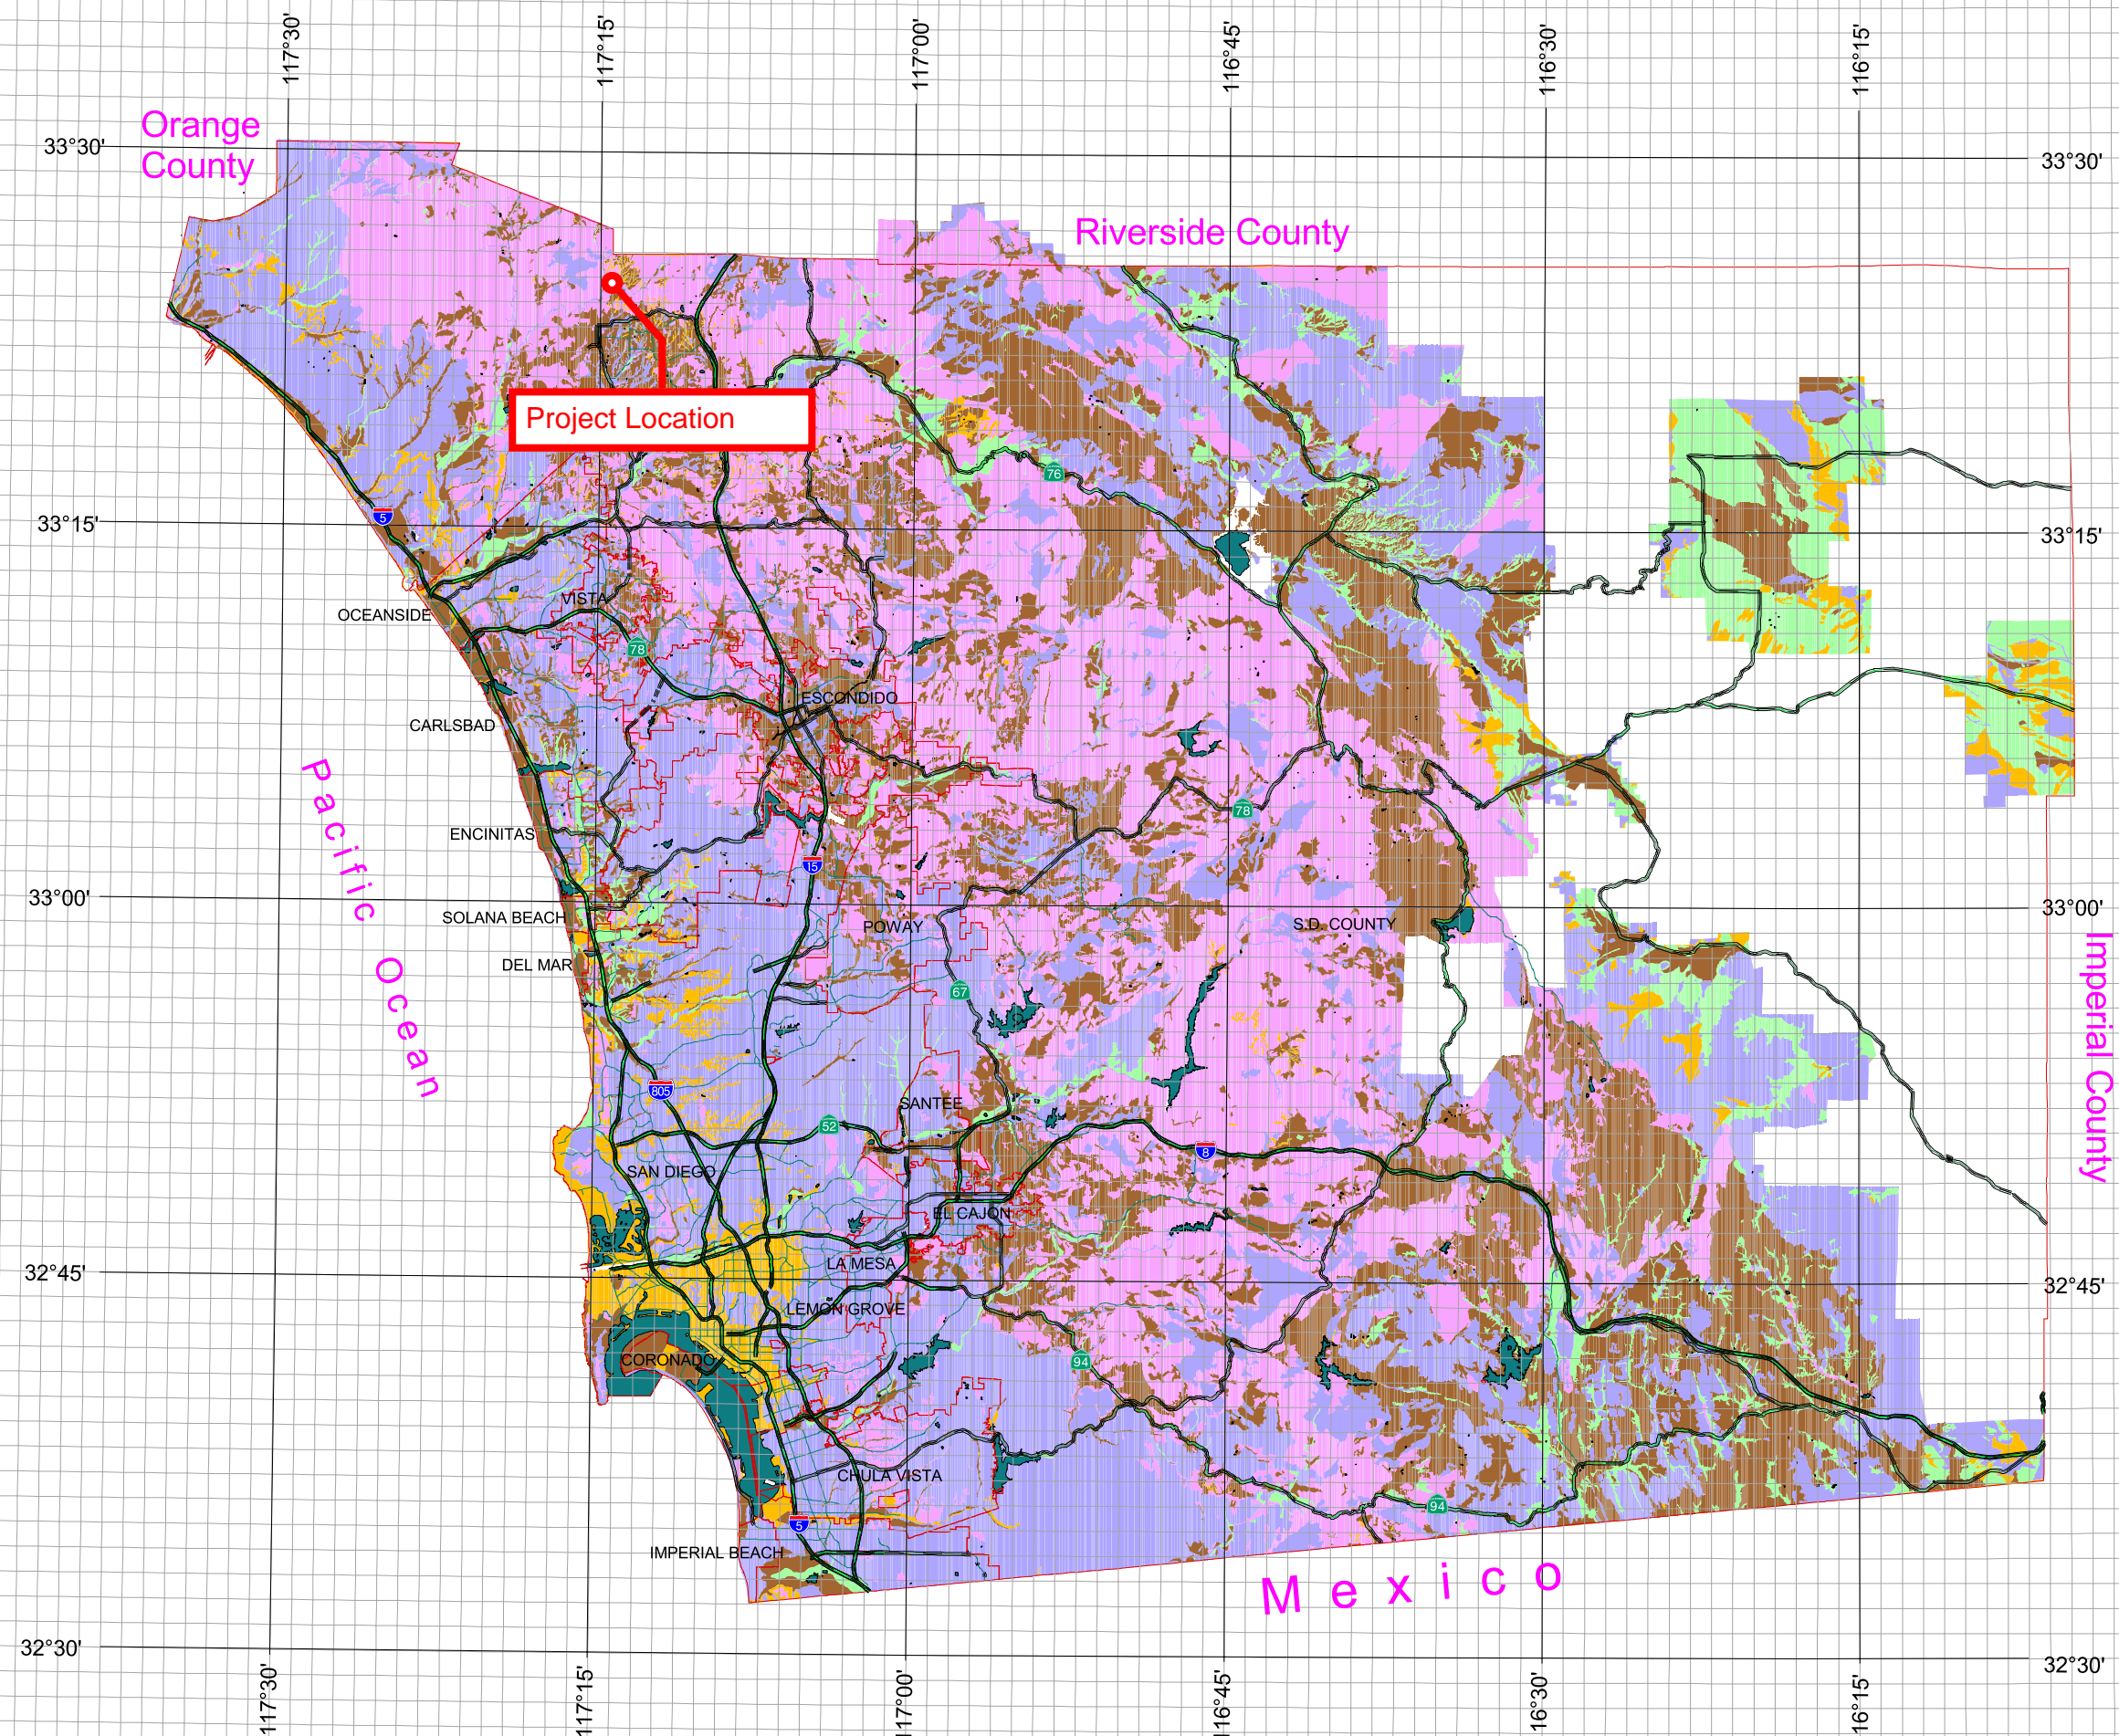 117°30'
117°15'
117°00'
116°45'
116°30'
116°15'
Orange
County
33°30'
33°30'
Riverside County
Project Location
76
5
33°15'
33°15'
VISTA
OCEANSIDE
78
ESCONDIDO
CARLSBAD
Pacific Ocean
78
ENCINITAS
15
33°00'
33°00'
SOLANA BEACH
POWAY
S.D. COUNTY
Imperial County
DEL MAR
67
805
SANTEE
52
8
SAN DIEGO
EL CAJON
LA MESA
32°45'
32°45'
LEMON GROVE
CORONADO
94
CHULA VISTA
94
5
IMPERIAL BEACH
Mexico
32°30'
32°30'
117°30'
117°15'
117°00'
116°45'
116°30'
116°15'